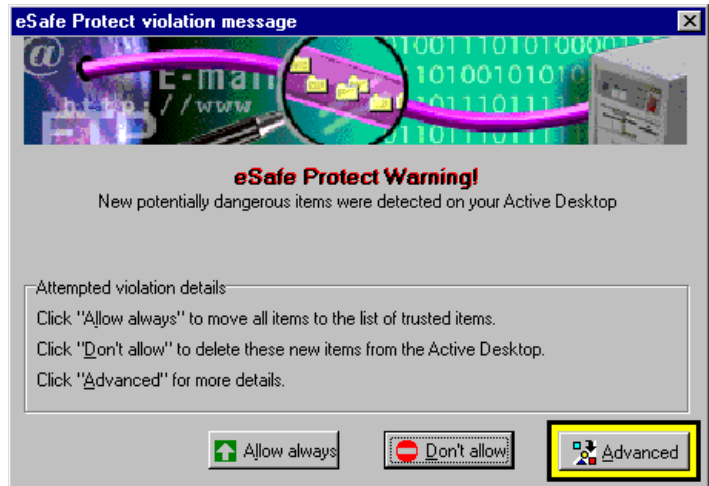 eSafe Protect violation message
@
E-mail
http://www
FTP
eSafe Protect Warning!
New potentially dangerous items were detected on your Active Desktop
Attempted violation details
Click "Allow always" to move all items to the list of trusted items.
Click "Don't allow" to delete these new items from the Active Desktop.
Click "Advanced" for more details.
Allow always
Don't allow
Advanced